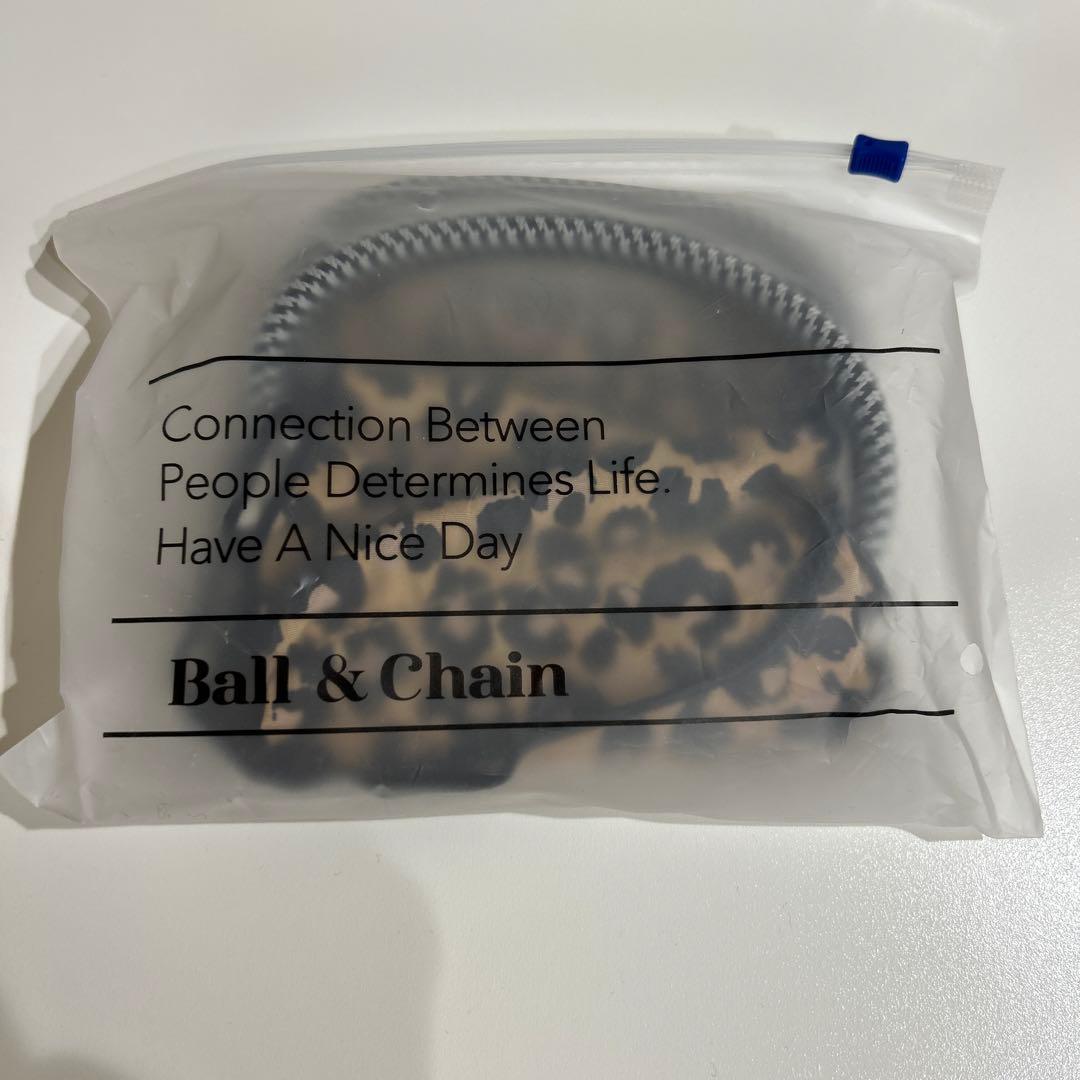 Connection Between
People Determines Life.
Have A Nice Day
Ball & Chain